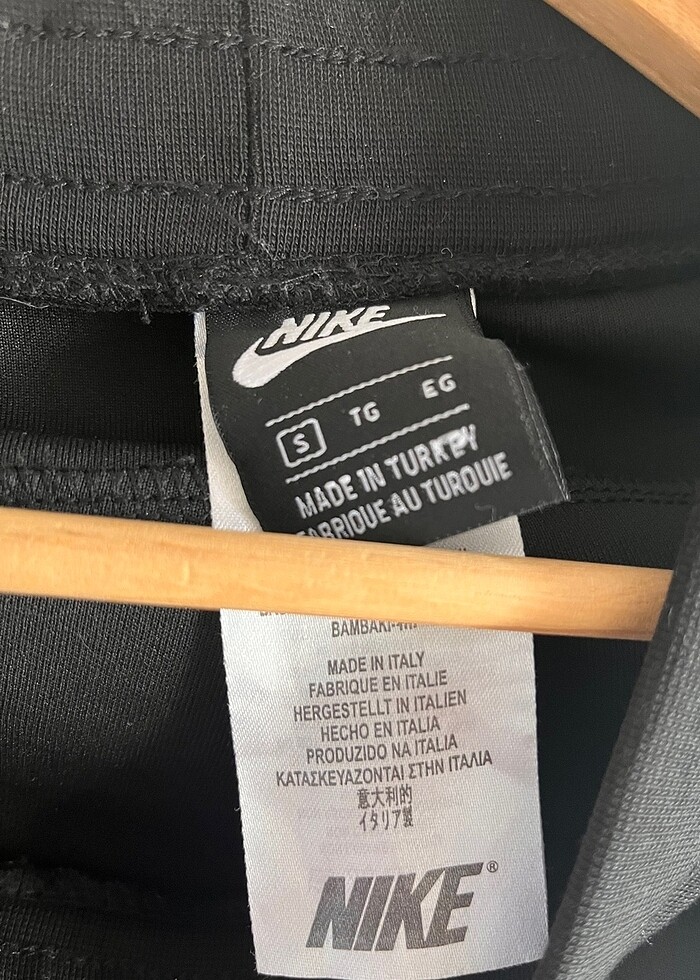 NIKE
S TG EG
MADE IN TURKEY
FABRIQUE AU TURQUIE
BAMBAKI-4
MADE IN ITALY
FABRIQUE EN ITALIE
HERGESTELLT IN ITALIEN
HECHO EN ITALIA
PRODUZIDO NA ITALIA
ΚΑΤΑΣΚΕΥΑΖΟΝΤΑΙ ΣΤΗΝ ΙΤΑΛΙΑ
意大利的
イタリア製
NIKE®